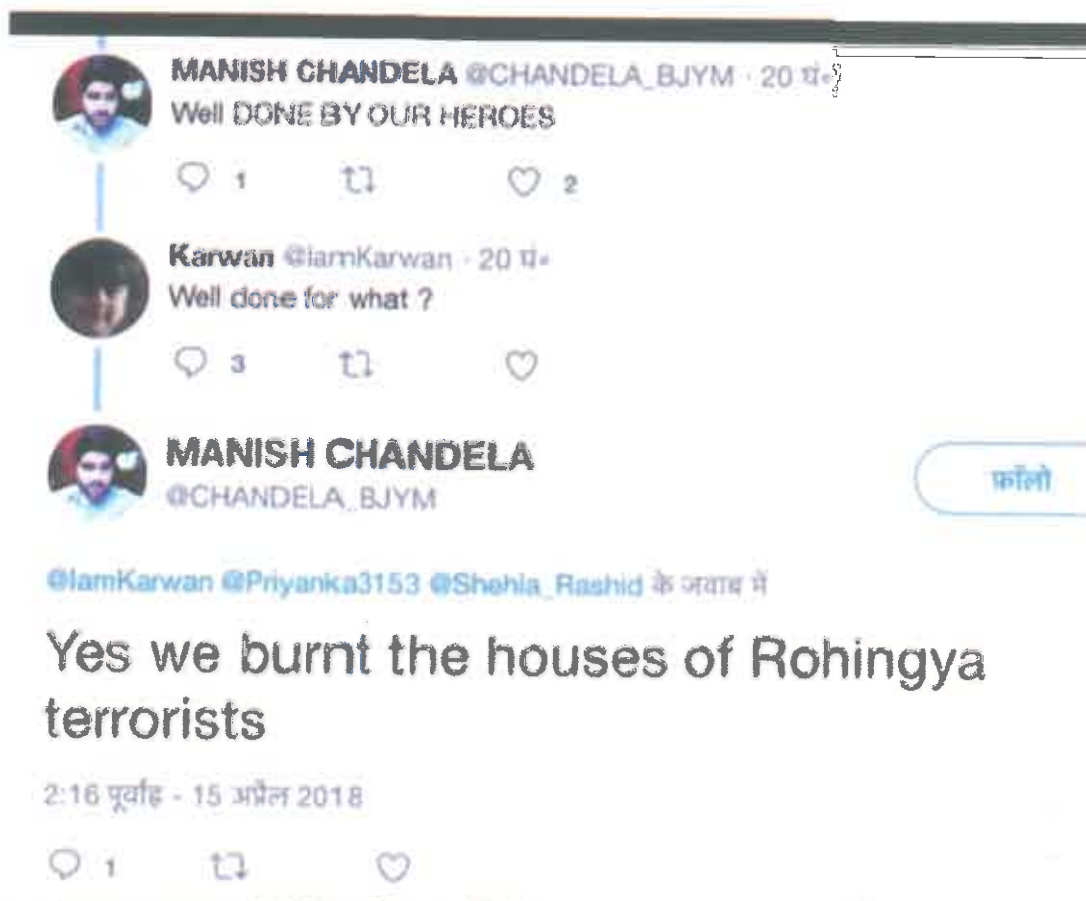 MANISH CHANDELA @CHANDELA_BJYM · 20 घं॰
Well DONE BY OUR HEROES
1 2
Karwan @IamKarwan · 20 घं॰
Well done for what ?
3
MANISH CHANDELA
@CHANDELA_BJYM
फ़ॉलो
@IamKarwan @Priyanka3153 @Shehla_Rashid के जवाब में
Yes we burnt the houses of Rohingya
terrorists
2:16 पूर्वाह्न - 15 अप्रैल 2018
1